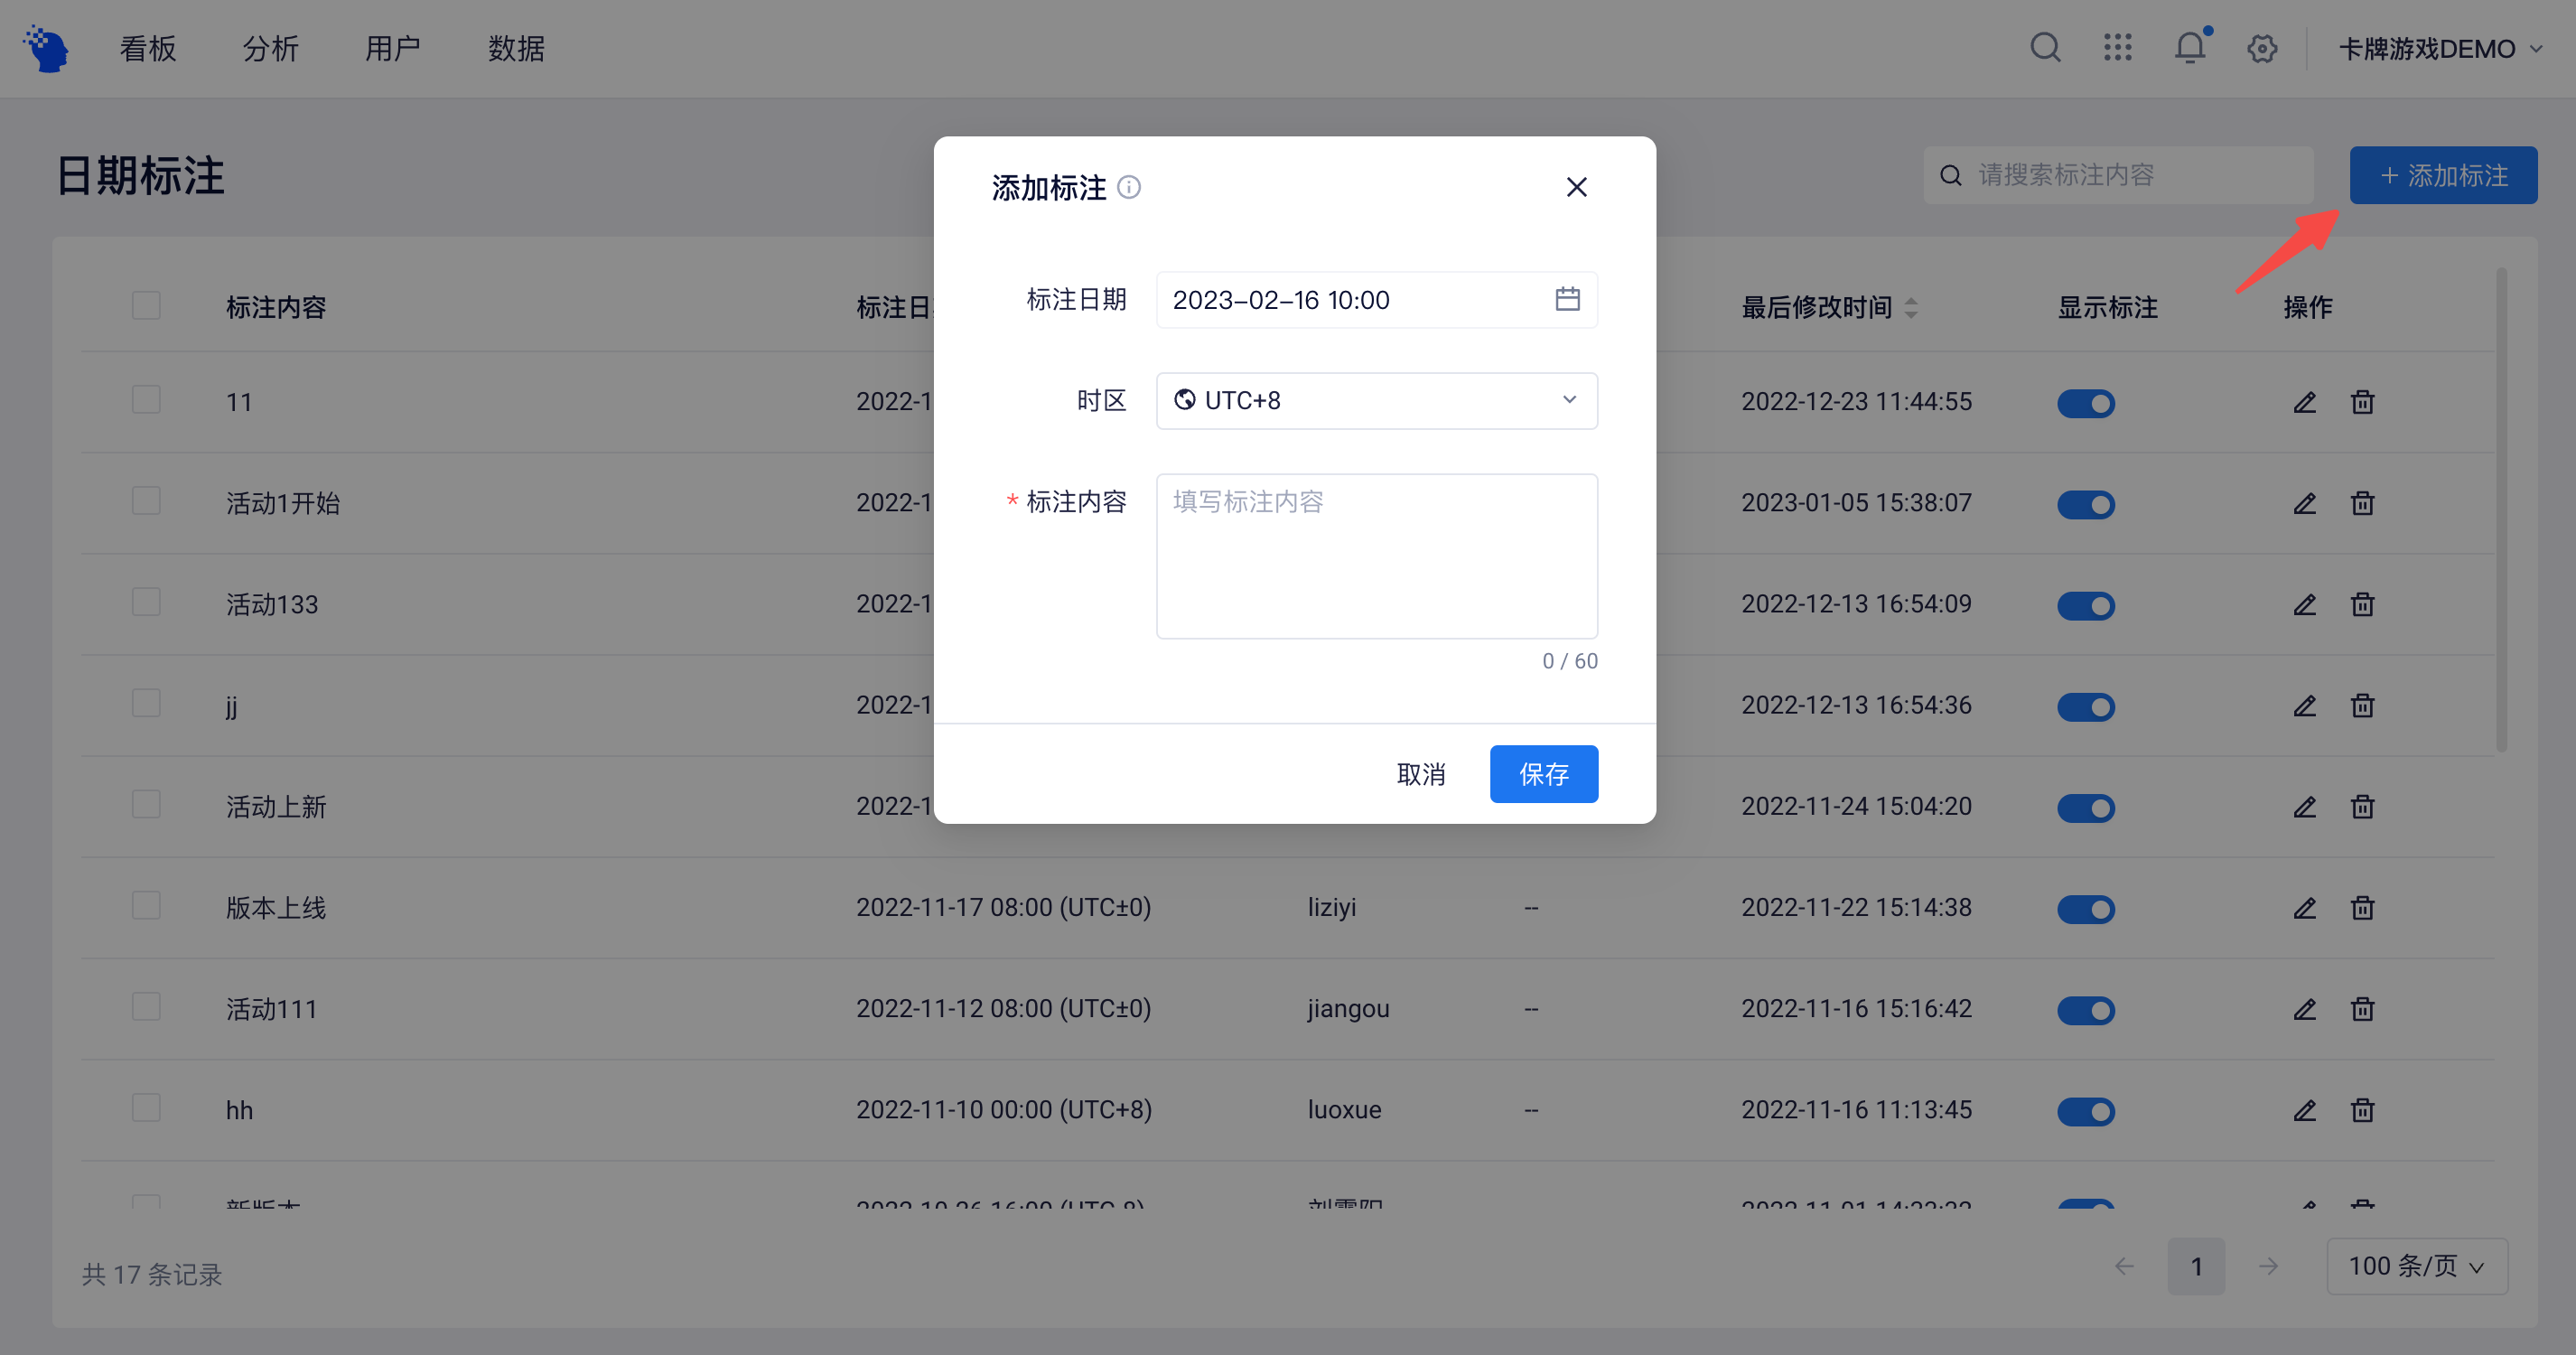 看板 分析 用户 数据 卡牌游戏DEMO
日期标注 请搜索标注内容 + 添加标注
添加标注
标注日期 2023-02-16 10:00
时区 UTC+8
* 标注内容 填写标注内容
0 / 60
取消 保存
标注内容 标注日 最后修改时间 显示标注 操作
11 2022-1 2022-12-23 11:44:55
活动1开始 2022-1 2023-01-05 15:38:07
活动133 2022-1 2022-12-13 16:54:09
jj 2022-1 2022-12-13 16:54:36
活动上新 2022-1 2022-11-24 15:04:20
版本上线 2022-11-17 08:00 (UTC±0) liziyi -- 2022-11-22 15:14:38
活动111 2022-11-12 08:00 (UTC±0) jiangou -- 2022-11-16 15:16:42
hh 2022-11-10 00:00 (UTC+8) luoxue -- 2022-11-16 11:13:45
新版本
共 17 条记录 1 100 条/页